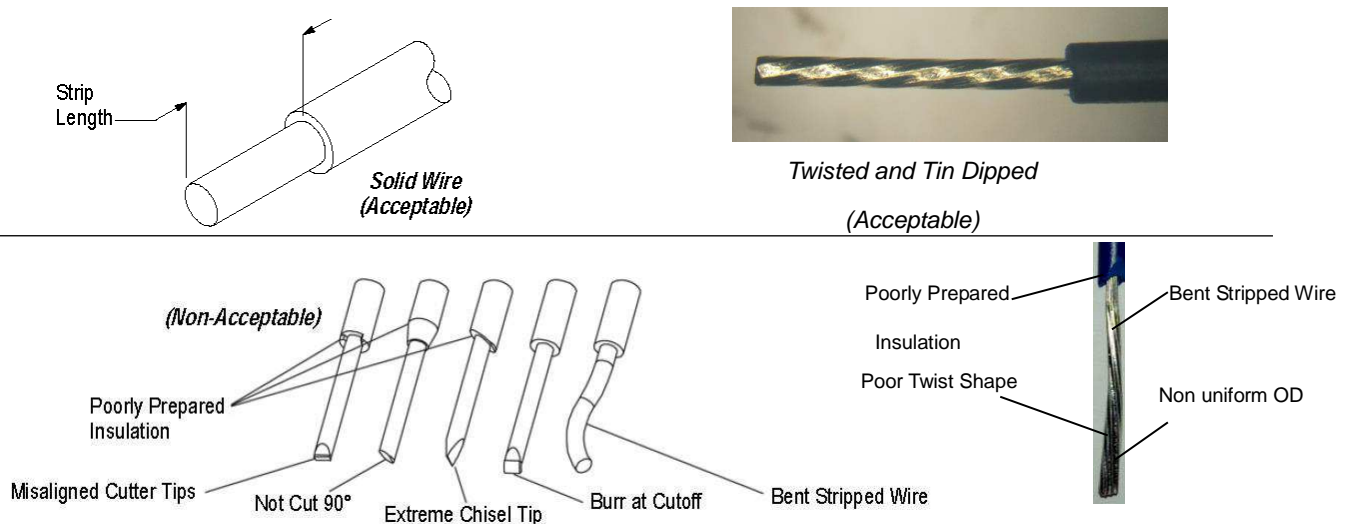 Strip
Length
Solid Wire
(Acceptable)
Twisted and Tin Dipped
(Acceptable)
(Non-Acceptable)
Poorly Prepared
Insulation
Misaligned Cutter Tips
Not Cut 90°
Extreme Chisel Tip
Burr at Cutoff
Bent Stripped Wire
Poorly Prepared
Insulation
Poor Twist Shape
Bent Stripped Wire
Non uniform OD